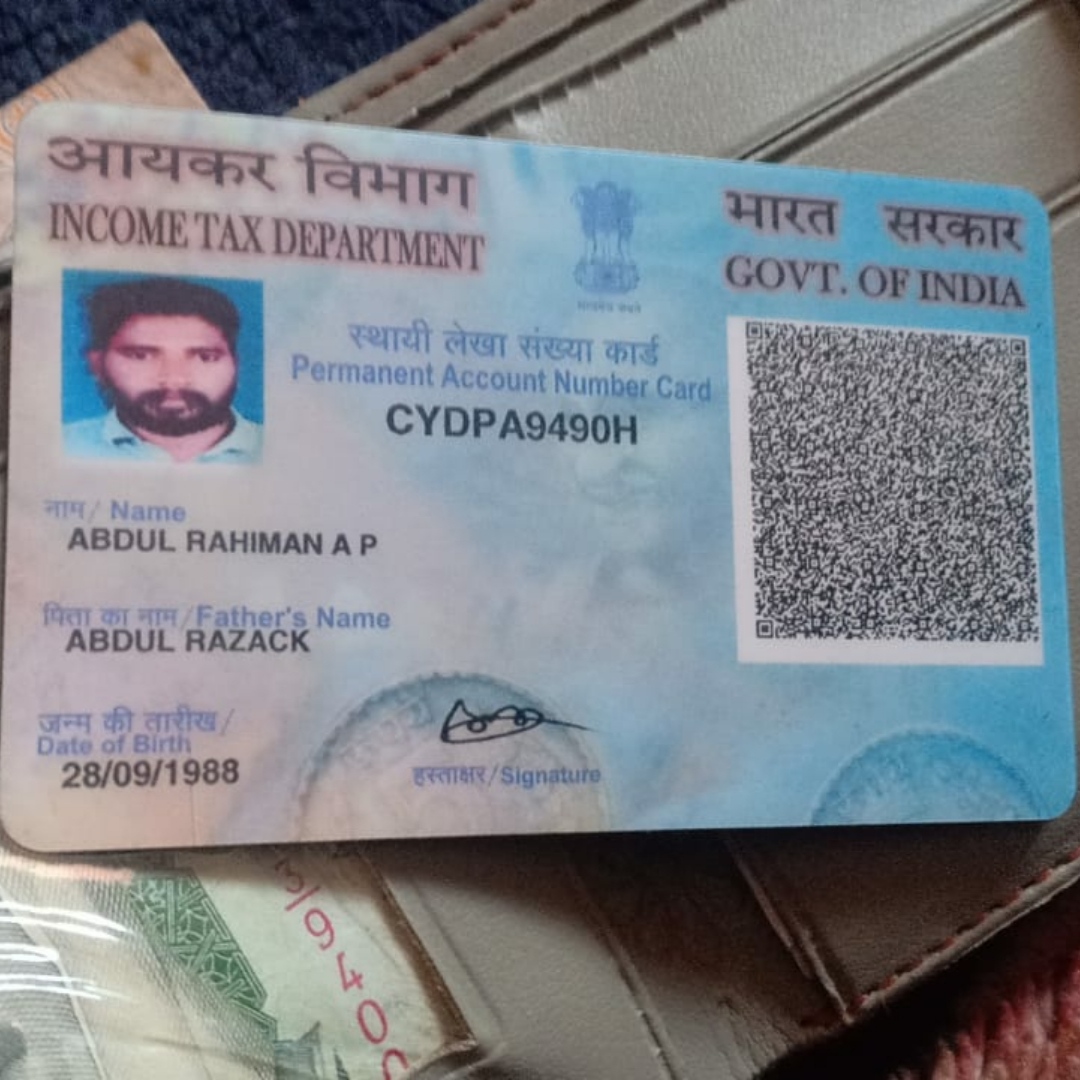 आयकर विभाग
INCOME TAX DEPARTMENT
भारत सरकार
GOVT. OF INDIA
सत्यमेव जयते
स्थायी लेखा संख्या कार्ड
Permanent Account Number Card
CYDPA9490H
नाम / Name
ABDUL RAHIMAN A P
पिता का नाम / Father's Name
ABDUL RAZACK
जन्म की तारीख /
Date of Birth
28/09/1988
हस्ताक्षर / Signature